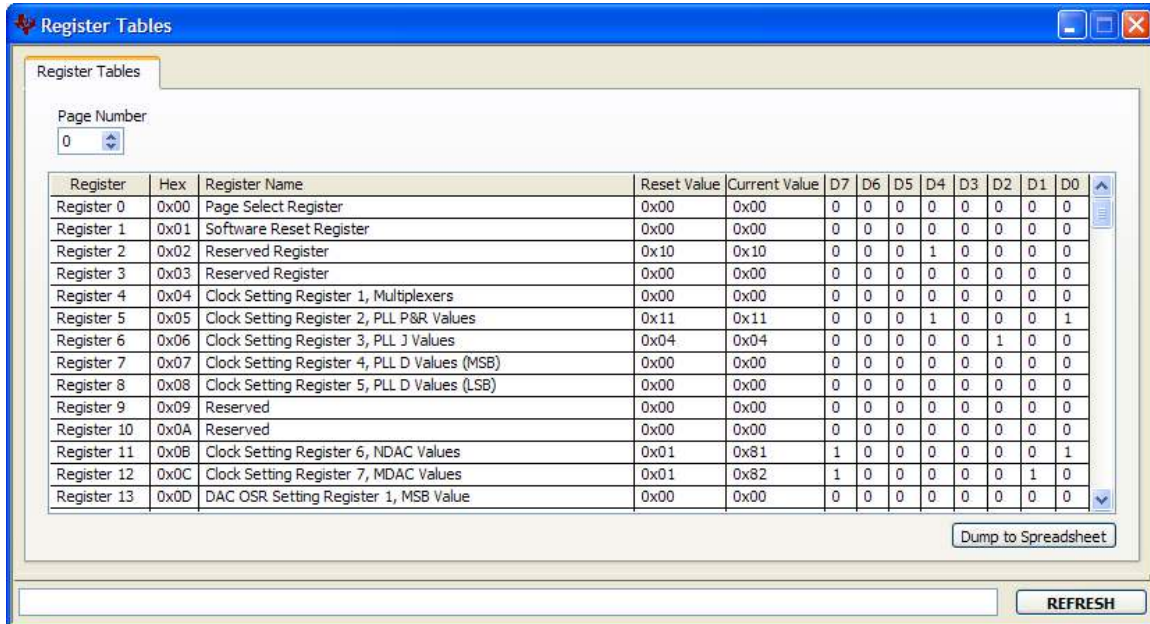 Register Tables
Register Tables
Page Number
0
Register Hex Register Name Reset Value Current Value D7 D6 D5 D4 D3 D2 D1 D0
Register 0 0x00 Page Select Register 0x00 0x00 0 0 0 0 0 0 0 0
Register 1 0x01 Software Reset Register 0x00 0x00 0 0 0 0 0 0 0 0
Register 2 0x02 Reserved Register 0x10 0x10 0 0 0 1 0 0 0 0
Register 3 0x03 Reserved Register 0x00 0x00 0 0 0 0 0 0 0 0
Register 4 0x04 Clock Setting Register 1, Multiplexers 0x00 0x00 0 0 0 0 0 0 0 0
Register 5 0x05 Clock Setting Register 2, PLL P&R Values 0x11 0x11 0 0 0 1 0 0 0 1
Register 6 0x06 Clock Setting Register 3, PLL J Values 0x04 0x04 0 0 0 0 0 1 0 0
Register 7 0x07 Clock Setting Register 4, PLL D Values (MSB) 0x00 0x00 0 0 0 0 0 0 0 0
Register 8 0x08 Clock Setting Register 5, PLL D Values (LSB) 0x00 0x00 0 0 0 0 0 0 0 0
Register 9 0x09 Reserved 0x00 0x00 0 0 0 0 0 0 0 0
Register 10 0x0A Reserved 0x00 0x00 0 0 0 0 0 0 0 0
Register 11 0x0B Clock Setting Register 6, NDAC Values 0x01 0x81 1 0 0 0 0 0 0 1
Register 12 0x0C Clock Setting Register 7, MDAC Values 0x01 0x82 1 0 0 0 0 0 1 0
Register 13 0x0D DAC OSR Setting Register 1, MSB Value 0x00 0x00 0 0 0 0 0 0 0 0
Dump to Spreadsheet
REFRESH